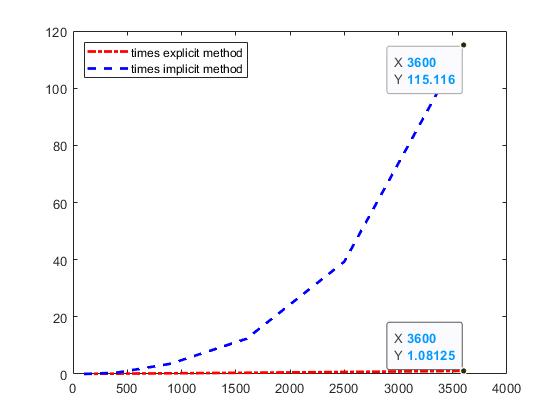 120
times explicit method
times implicit method
X 3600
Y 115.116
100
80
60
40
20
X 3600
Y 1.08125
0
0 500 1000 1500 2000 2500 3000 3500 4000